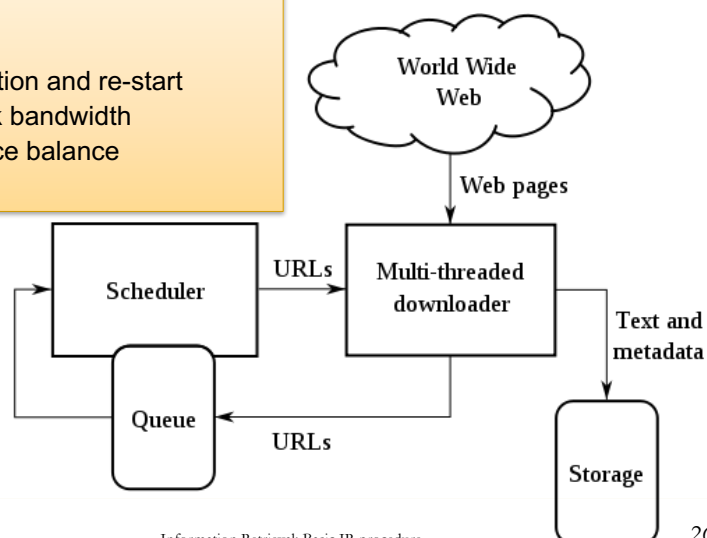 tion and re-start
bandwidth
ce balance
World Wide
Web
Web pages
Scheduler
URLs
Multi-threaded
downloader
Text and
metadata
Queue
URLs
Storage